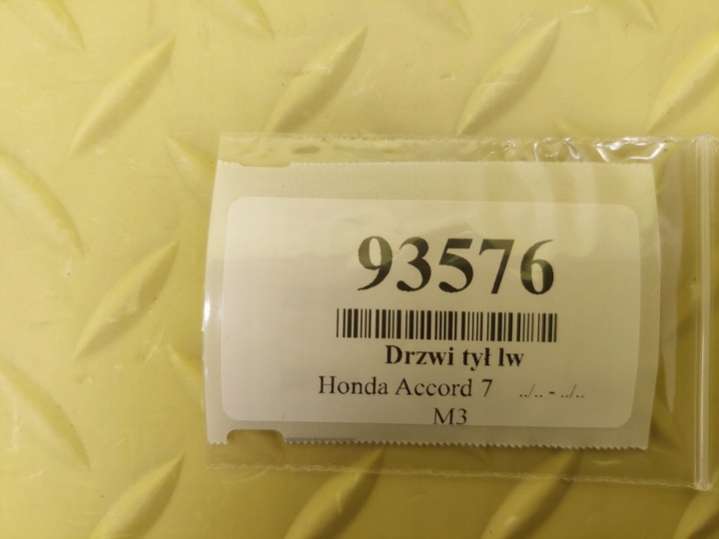 93576
Drzwi tył lw
Honda Accord 7 ../.. - ../..
M3